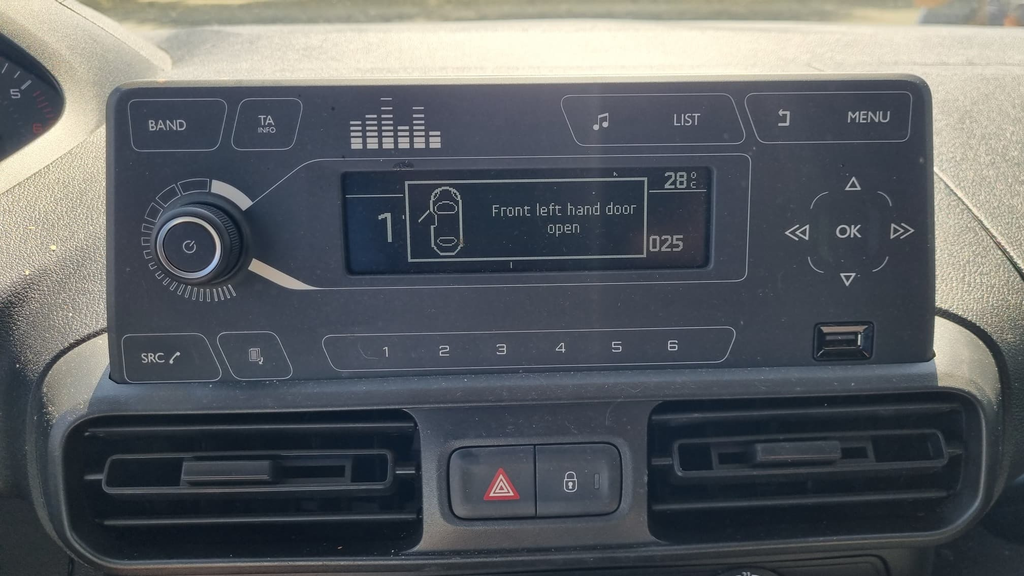 5
BAND
TA
INFO
LIST
MENU
28°C
1
Front left hand door
open
025
OK
SRC
1 2 3 4 5 6